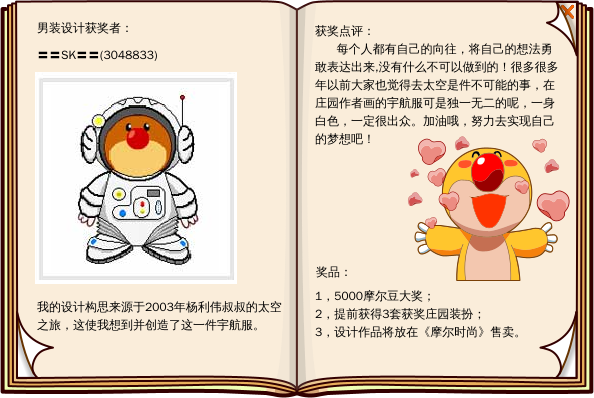 男装设计获奖者：
〓〓SK〓〓(3048833)
我的设计构思来源于2003年杨利伟叔叔的太空
之旅，这使我想到并创造了这一件宇航服。
获奖点评：
每个人都有自己的向往，将自己的想法勇
敢表达出来,没有什么不可以做到的！很多很多
年以前大家也觉得去太空是件不可能的事，在
庄园作者画的宇航服可是独一无二的呢，一身
白色，一定很出众。加油哦，努力去实现自己
的梦想吧！
奖品：
1，5000摩尔豆大奖；
2，提前获得3套获奖庄园装扮；
3，设计作品将放在《摩尔时尚》售卖。